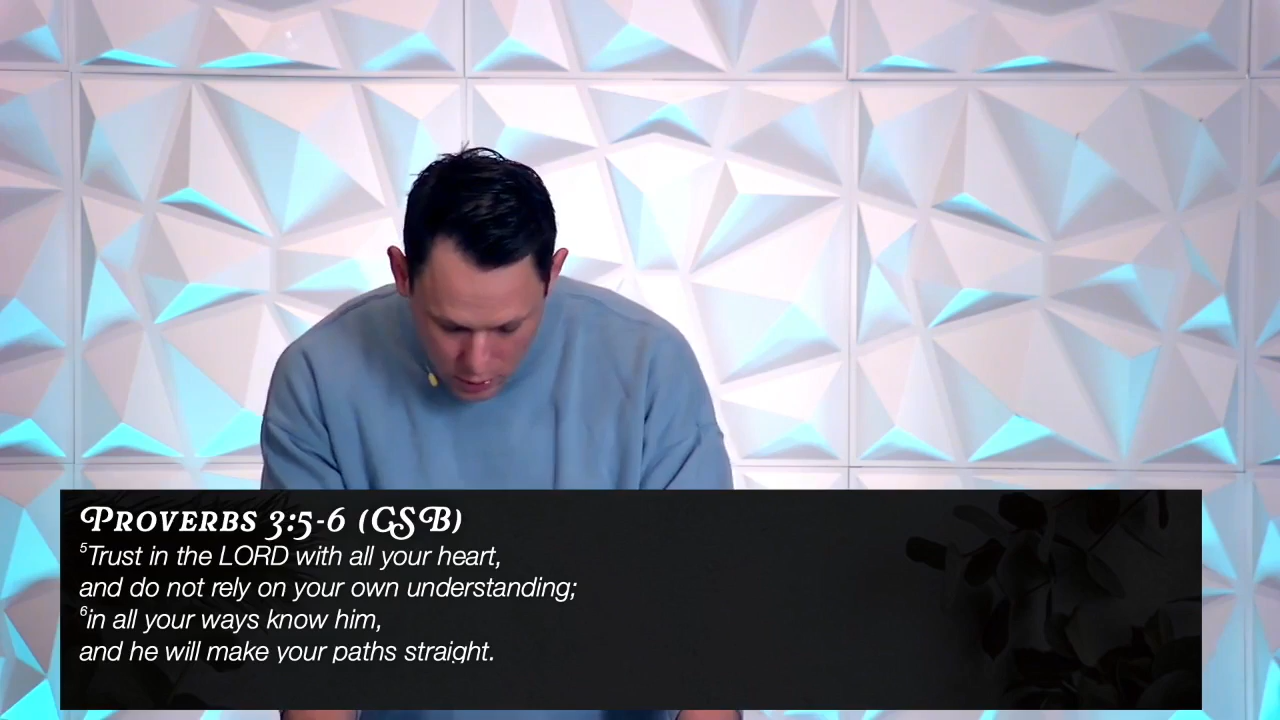 PROVERBS 3:5-6 (CSB)
⁵Trust in the LORD with all your heart,
and do not rely on your own understanding;
⁶in all your ways know him,
and he will make your paths straight.